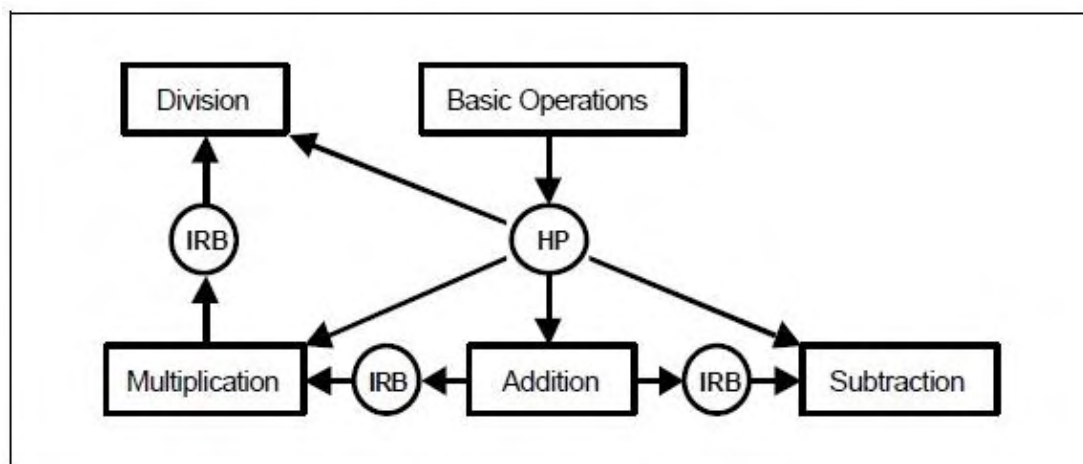 Division
Basic Operations
IRB
HP
Multiplication
IRB
Addition
IRB
Subtraction